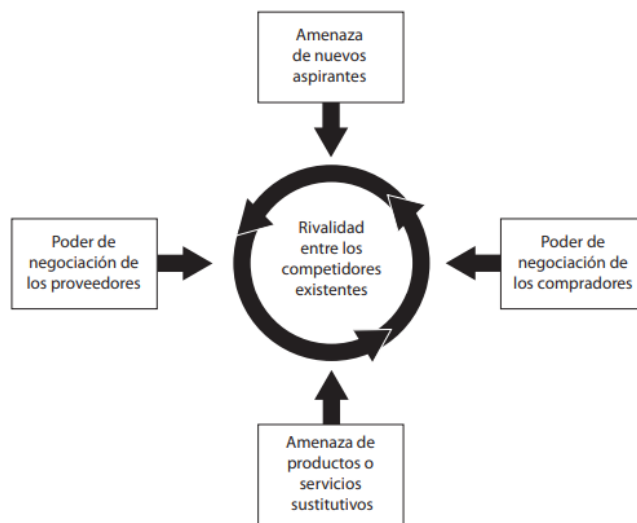 Amenaza
de nuevos
aspirantes
Poder de
negociación de
los proveedores
Rivalidad
entre los
competidores
existentes
Poder de
negociación de
los compradores
Amenaza de
productos o
servicios
sustitutivos